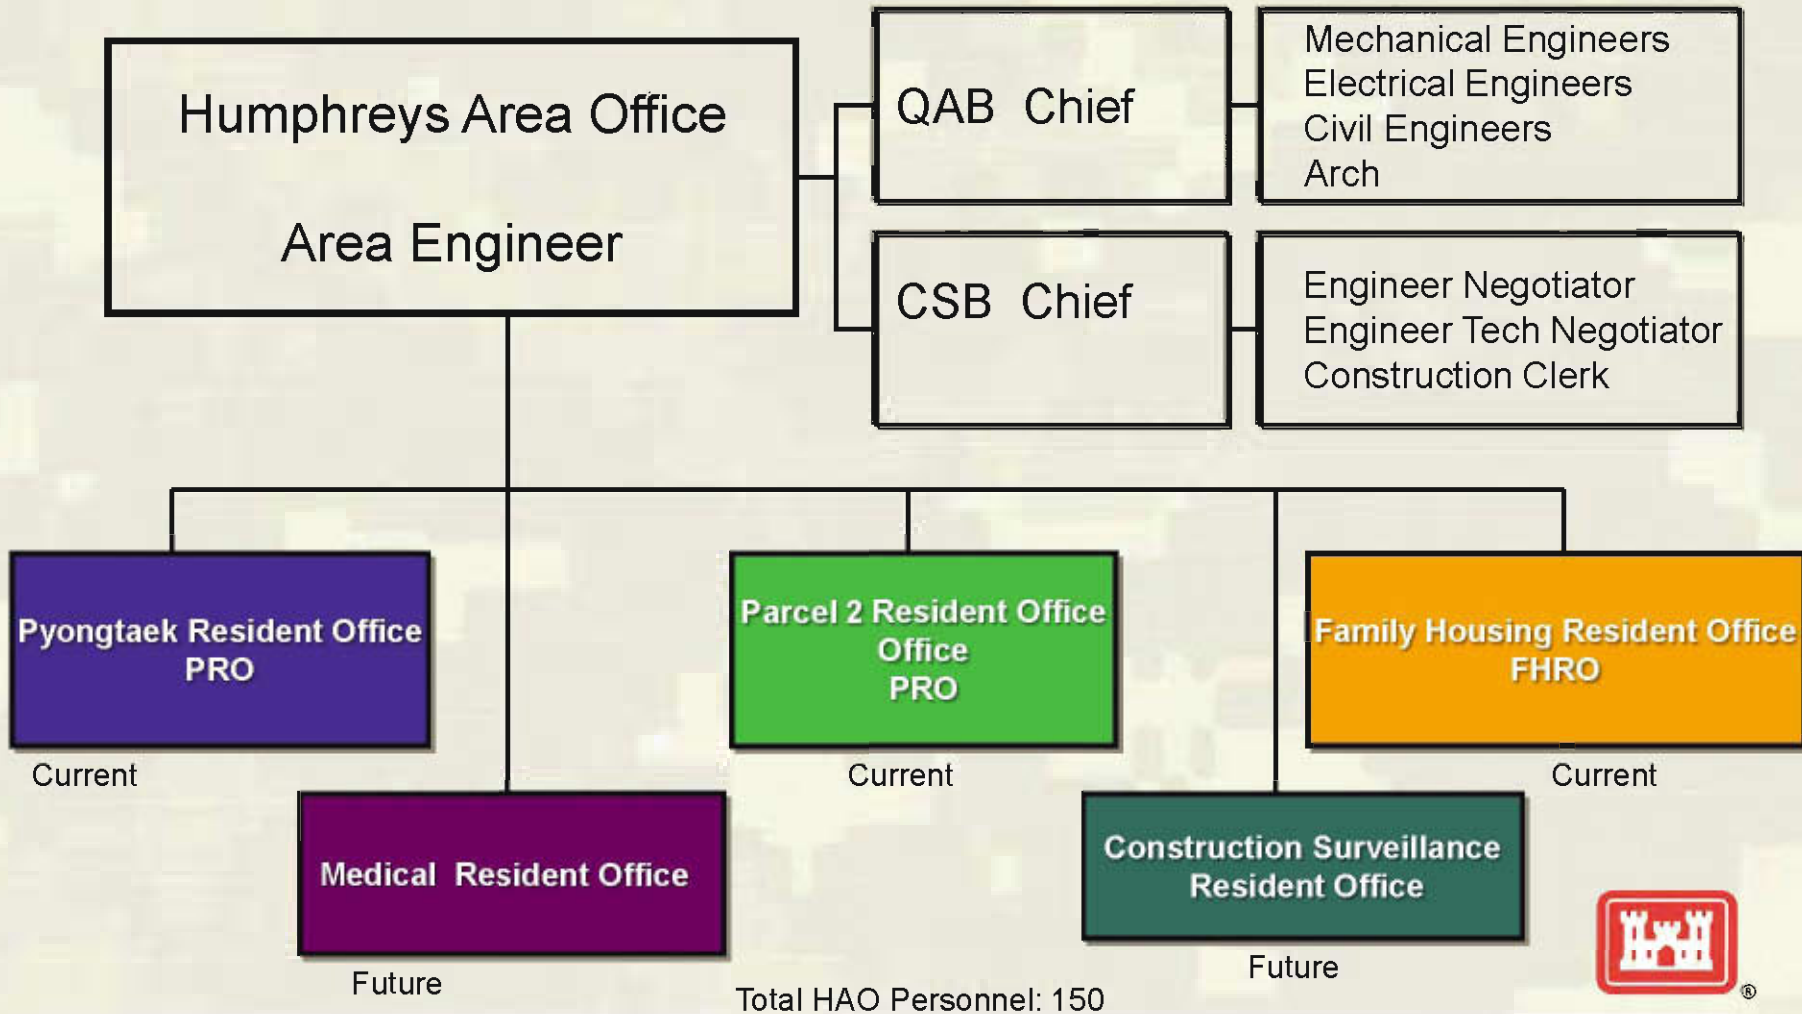 Humphreys Area Office
Area Engineer
QAB Chief
Mechanical Engineers
Electrical Engineers
Civil Engineers
Arch
CSB Chief
Engineer Negotiator
Engineer Tech Negotiator
Construction Clerk
Pyongtaek Resident Office
PRO
Current
Parcel 2 Resident Office
Office
PRO
Current
Family Housing Resident Office
FHRO
Current
Medical Resident Office
Future
Construction Surveillance
Resident Office
Future
Total HAO Personnel: 150
®